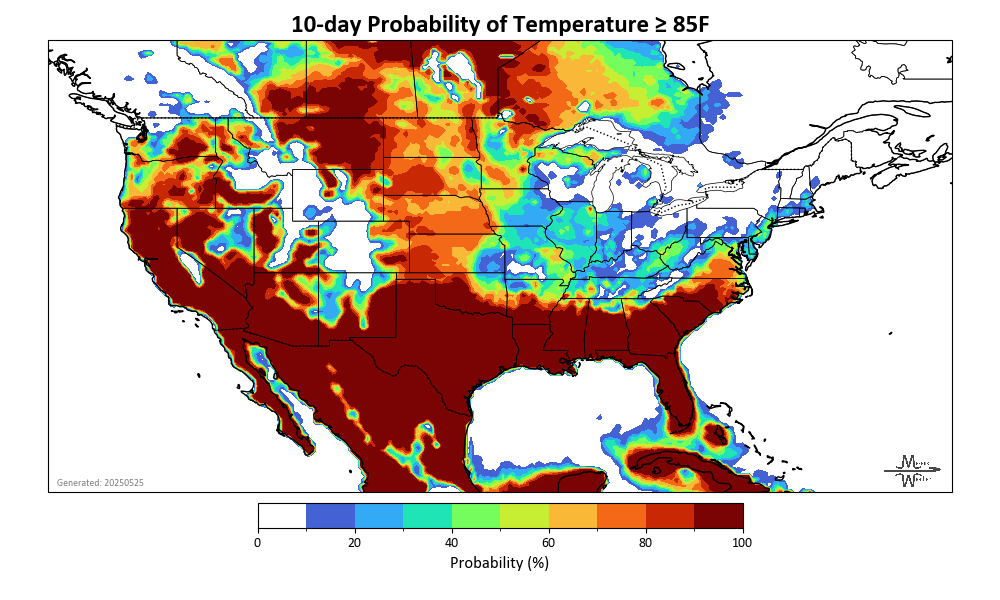 10-day Probability of Temperature ≥ 85F
Generated: 20250525
0 20 40 60 80 100
Probability (%)